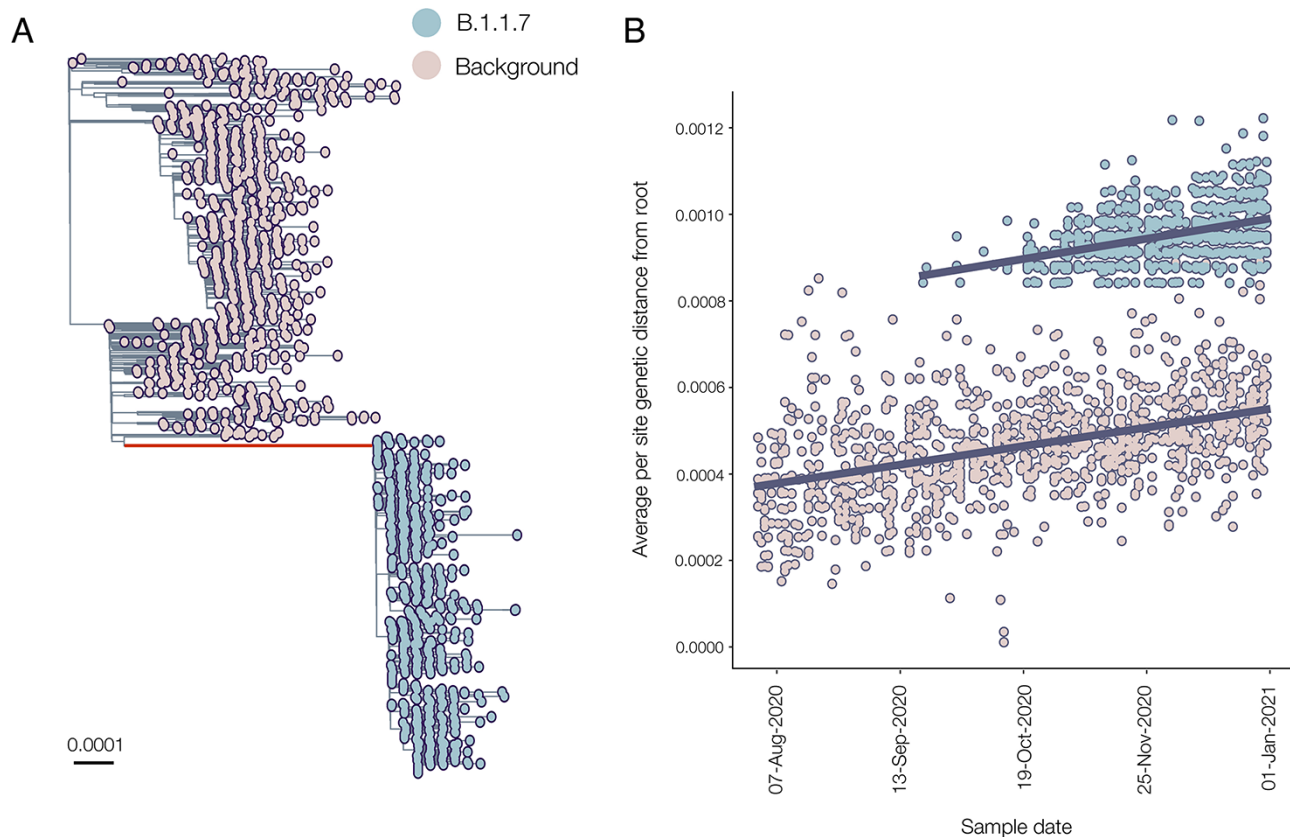 A
B.1.1.7
Background
0.0001
B
Average per site genetic distance from root
0.0012
0.0010
0.0008
0.0006
0.0004
0.0002
0.0000
07-Aug-2020
13-Sep-2020
19-Oct-2020
25-Nov-2020
01-Jan-2021
Sample date